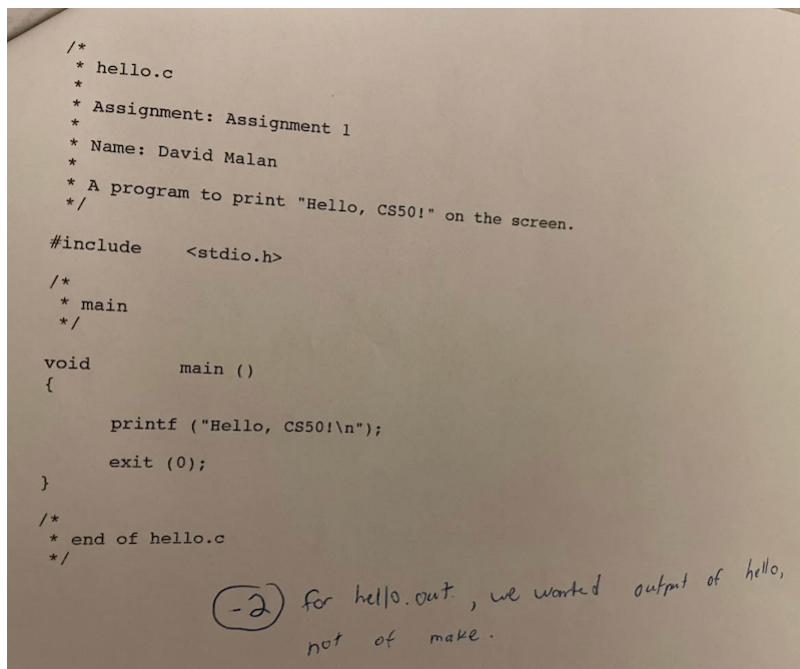 /*
 * hello.c
 *
 * Assignment: Assignment 1
 *
 * Name: David Malan
 *
 * A program to print "Hello, CS50!" on the screen.
 */
#include    <stdio.h>
/*
 * main
 */
void        main ()
{
      printf ("Hello, CS50!\n");
      exit (0);
}
/*
 * end of hello.c
 */
-2 for hello.out, we wanted output of hello,
not of make.